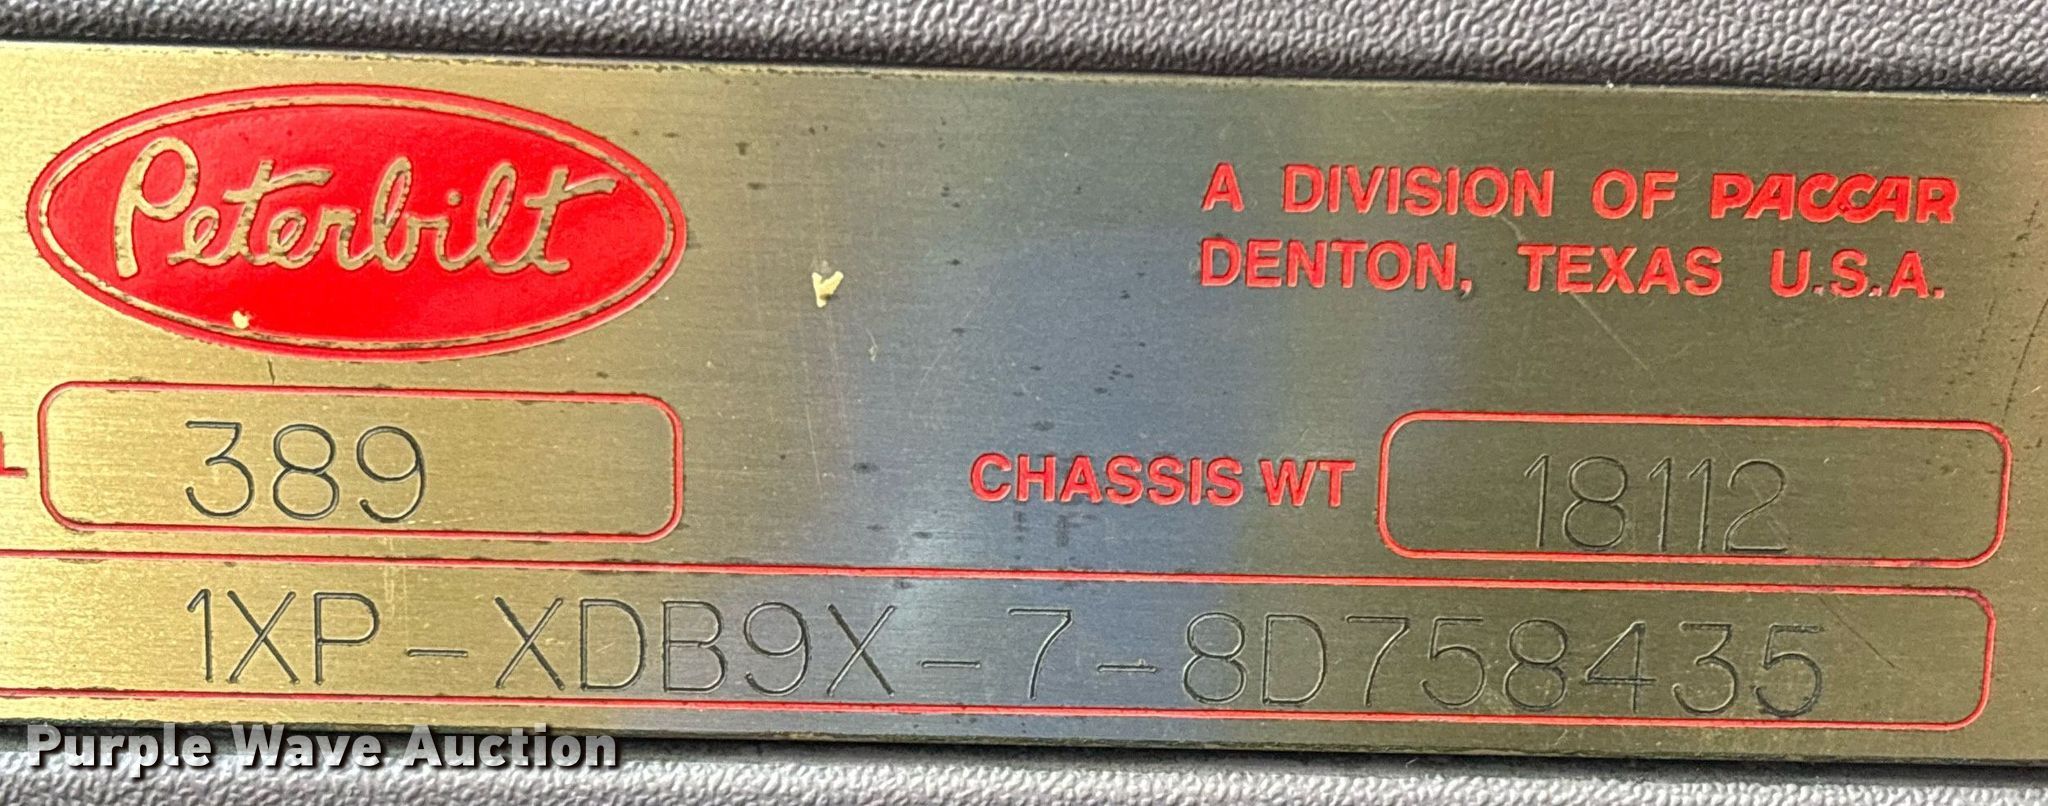 Peterbilt
A DIVISION OF PACCAR
DENTON, TEXAS U.S.A.
389
CHASSIS WT 18112
1XP-XDB9X-7-8D758435
Purple Wave Auction